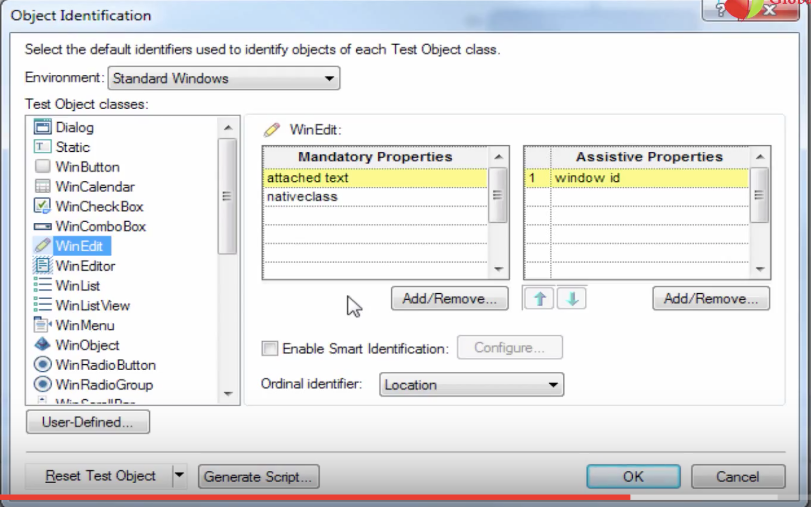 Object Identification
Select the default identifiers used to identify objects of each Test Object class.
Environment: Standard Windows
Test Object classes:
Dialog
Static
WinButton
WinCalendar
WinCheckBox
WinComboBox
WinEdit
WinEditor
WinList
WinListView
WinMenu
WinObject
WinRadioButton
WinRadioGroup
WinEdit:
Mandatory Properties
attached text
nativeclass
Assistive Properties
1 window id
Add/Remove...
Add/Remove...
Enable Smart Identification: Configure...
Ordinal identifier: Location
User-Defined...
Reset Test Object Generate Script... OK Cancel